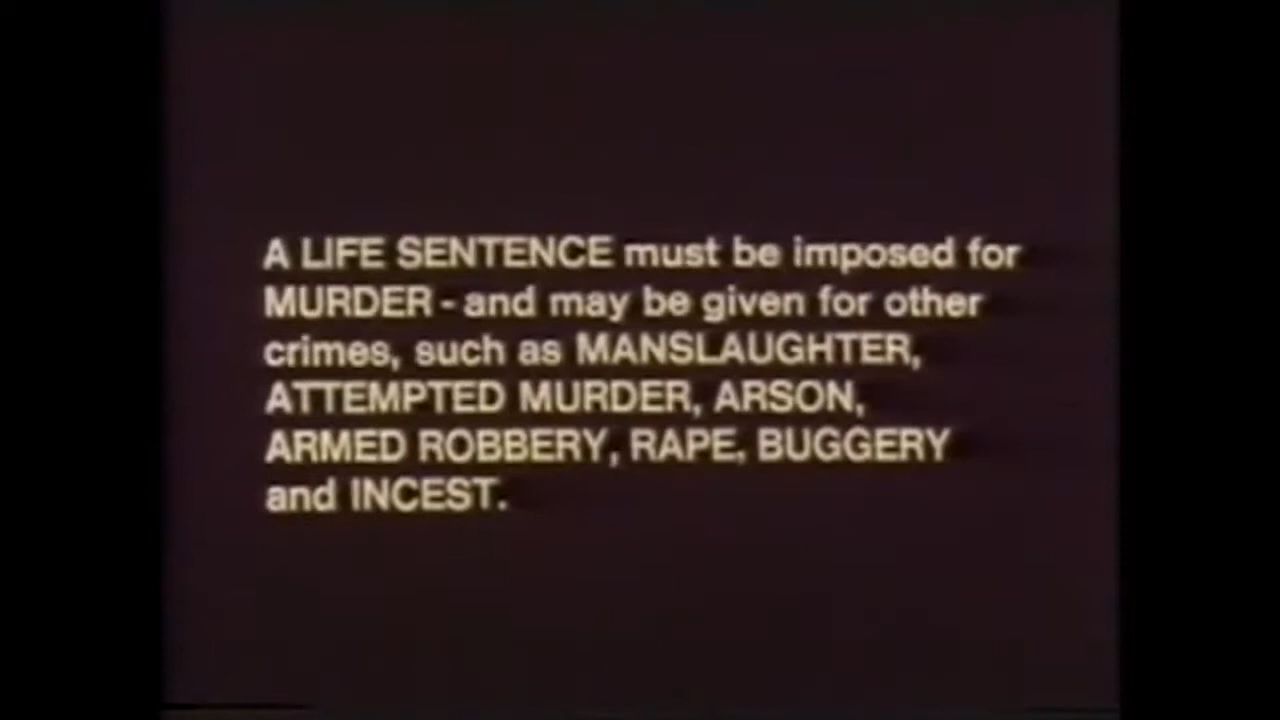 A LIFE SENTENCE must be imposed for
MURDER - and may be given for other
crimes, such as MANSLAUGHTER,
ATTEMPTED MURDER, ARSON,
ARMED ROBBERY, RAPE, BUGGERY
and INCEST.